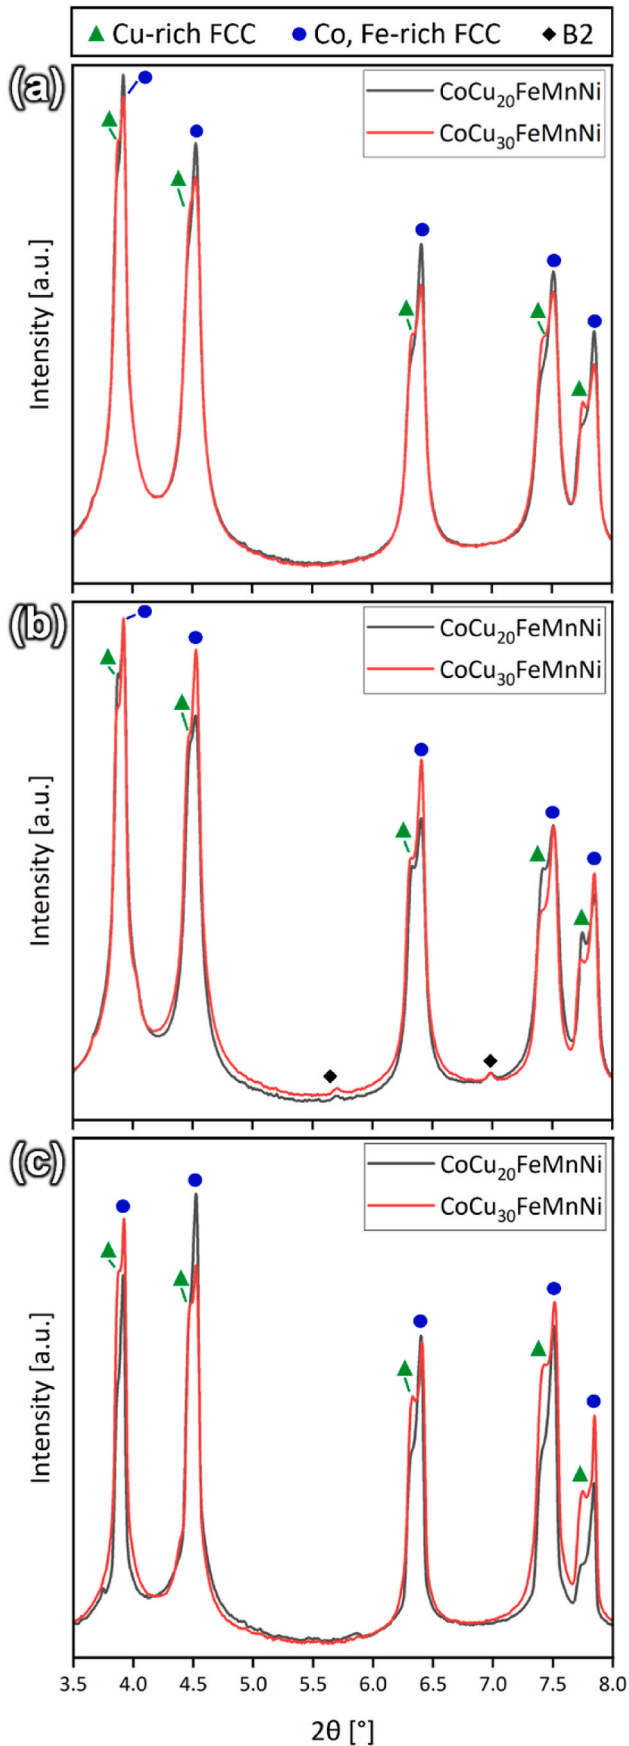 Cu-rich FCC Co, Fe-rich FCC B2
(a)
CoCu₂₀FeMnNi
CoCu₃₀FeMnNi
Intensity [a.u.]
(b)
CoCu₂₀FeMnNi
CoCu₃₀FeMnNi
Intensity [a.u.]
(c)
CoCu₂₀FeMnNi
CoCu₃₀FeMnNi
Intensity [a.u.]
3.5 4.0 4.5 5.0 5.5 6.0 6.5 7.0 7.5 8.0
2θ [°]